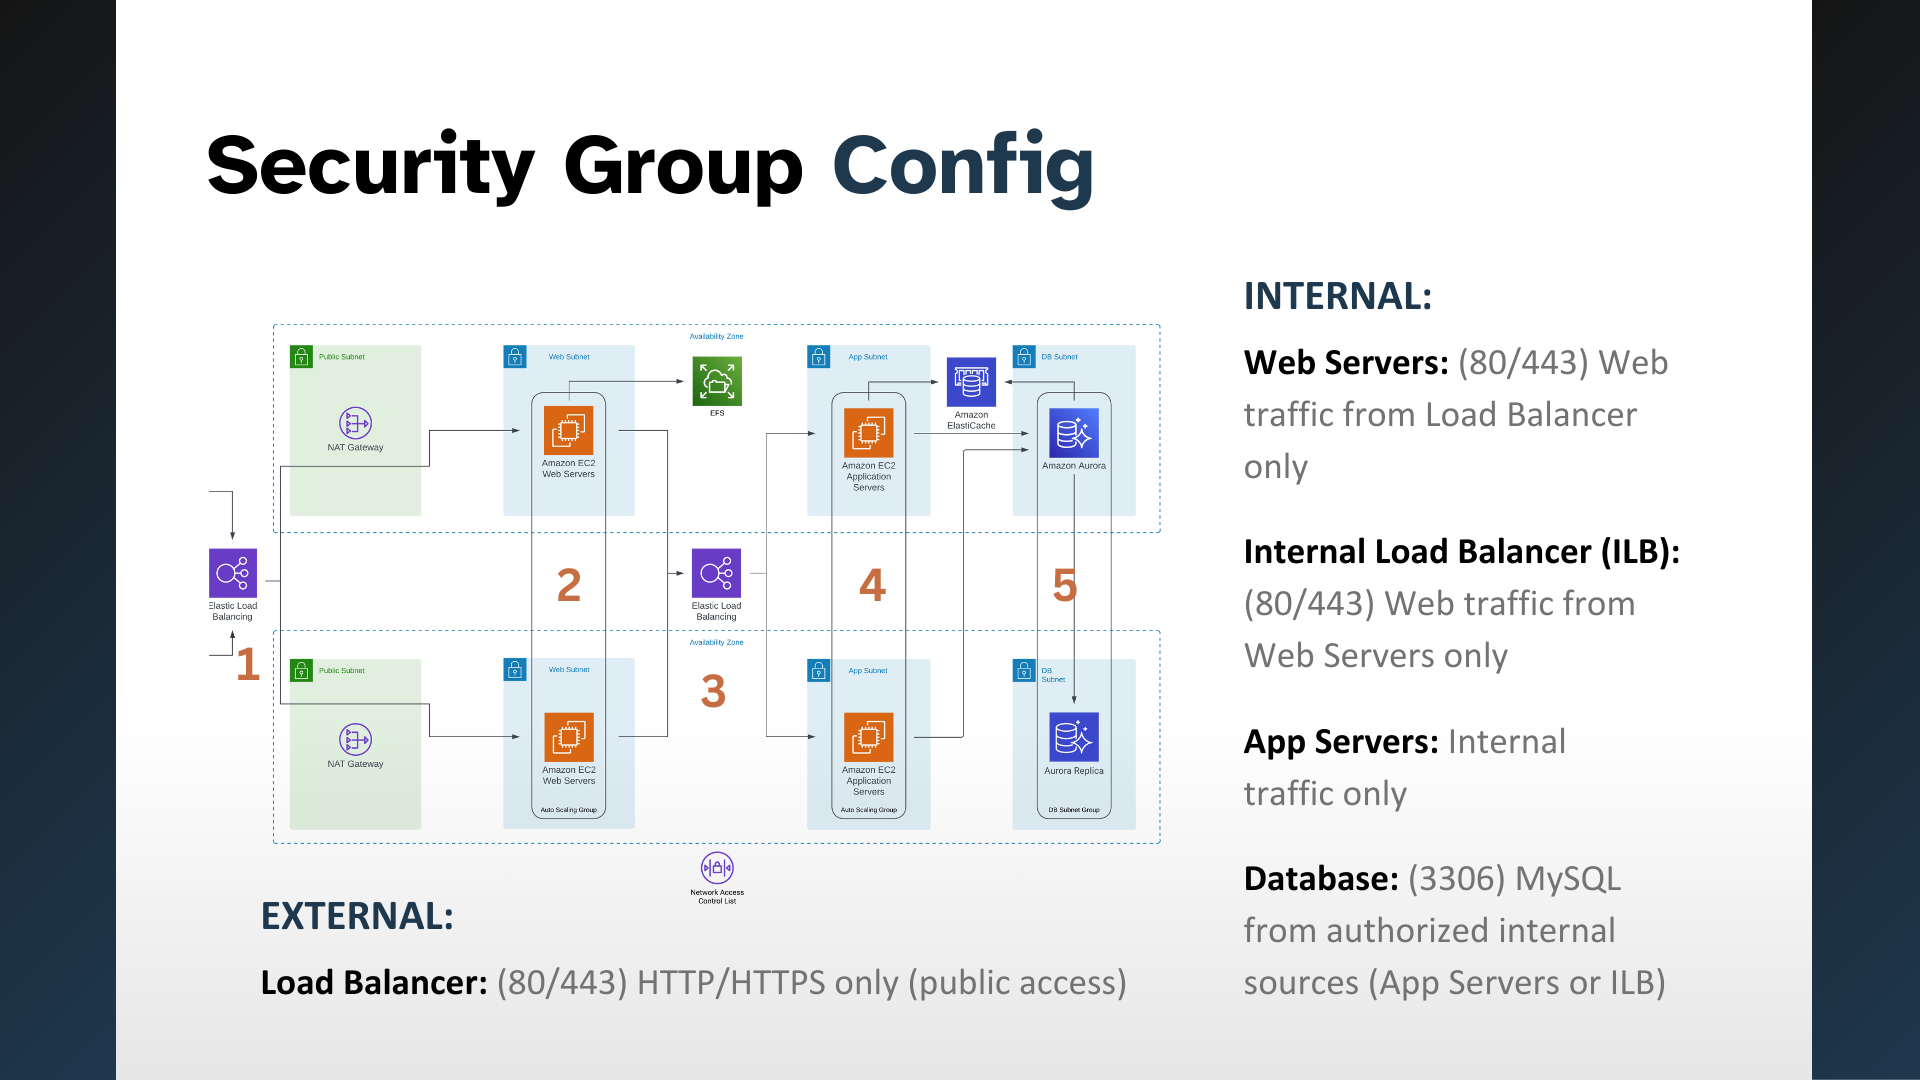 Security Group Config
Availability Zone
Public Subnet
Web Subnet
App Subnet
DB Subnet
EFS
Amazon
ElastiCache
NAT Gateway
Amazon EC2
Web Servers
Amazon EC2
Application
Servers
Amazon Aurora
Elastic Load
Balancing
1
2
Elastic Load
Balancing
3
4
5
Availability Zone
Public Subnet
Web Subnet
App Subnet
DB
Subnet
NAT Gateway
Amazon EC2
Web Servers
Auto Scaling Group
Amazon EC2
Application
Servers
Auto Scaling Group
Aurora Replica
DB Subnet Group
Network Access
Control List
EXTERNAL:
Load Balancer: (80/443) HTTP/HTTPS only (public access)
INTERNAL:
Web Servers: (80/443) Web
traffic from Load Balancer
only
Internal Load Balancer (ILB):
(80/443) Web traffic from
Web Servers only
App Servers: Internal
traffic only
Database: (3306) MySQL
from authorized internal
sources (App Servers or ILB)